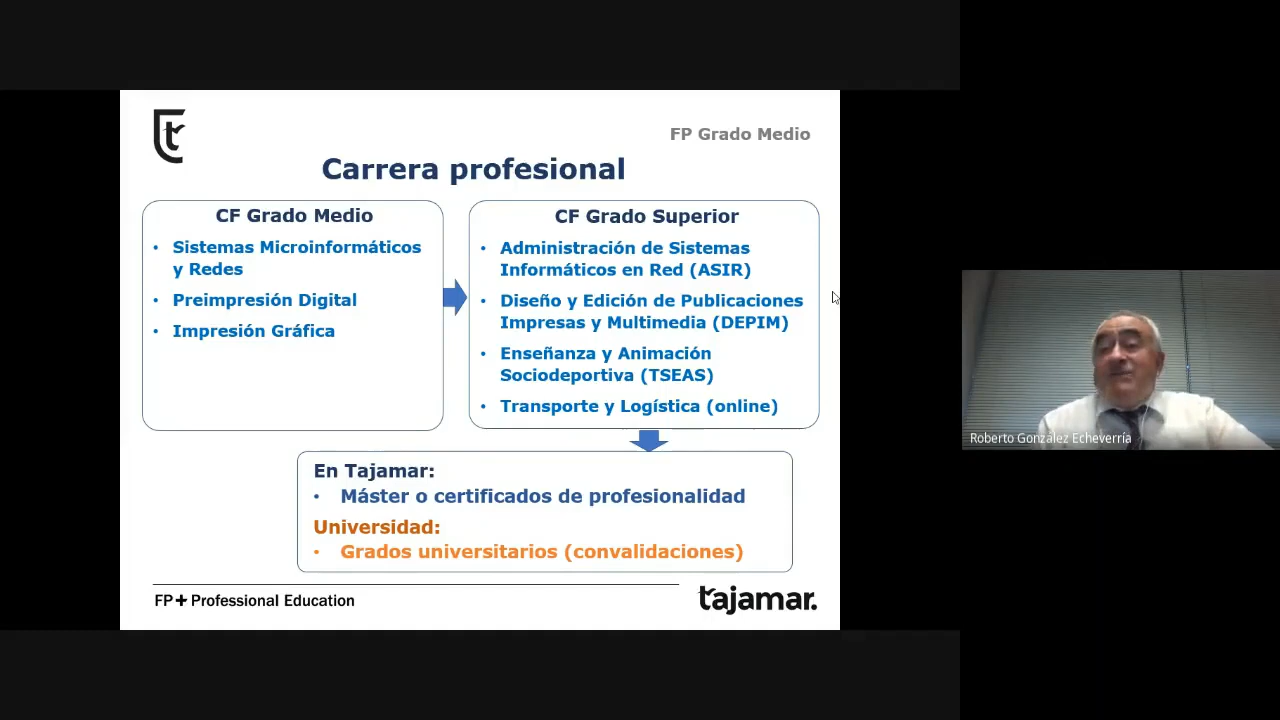 FP Grado Medio
Carrera profesional
CF Grado Medio
• Sistemas Microinformáticos
y Redes
• Preimpresión Digital
• Impresión Gráfica
CF Grado Superior
• Administración de Sistemas
Informáticos en Red (ASIR)
• Diseño y Edición de Publicaciones
Impresas y Multimedia (DEPIM)
• Enseñanza y Animación
Sociodeportiva (TSEAS)
• Transporte y Logística (online)
En Tajamar:
• Máster o certificados de profesionalidad
Universidad:
• Grados universitarios (convalidaciones)
FP+ Professional Education
tajamar.
Roberto González Echeverría